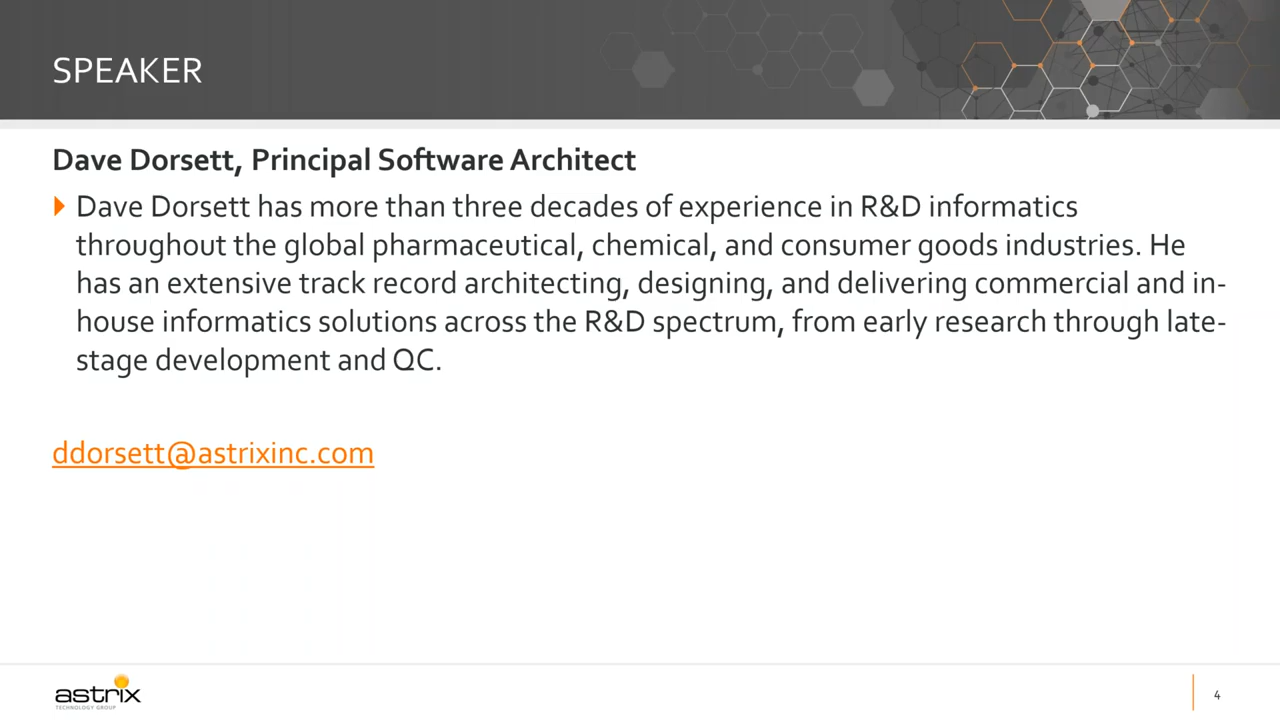 SPEAKER
Dave Dorsett, Principal Software Architect
Dave Dorsett has more than three decades of experience in R&D informatics
throughout the global pharmaceutical, chemical, and consumer goods industries. He
has an extensive track record architecting, designing, and delivering commercial and in-
house informatics solutions across the R&D spectrum, from early research through late-
stage development and QC.
ddorsett@astrixinc.com
astrix
TECHNOLOGY GROUP
4